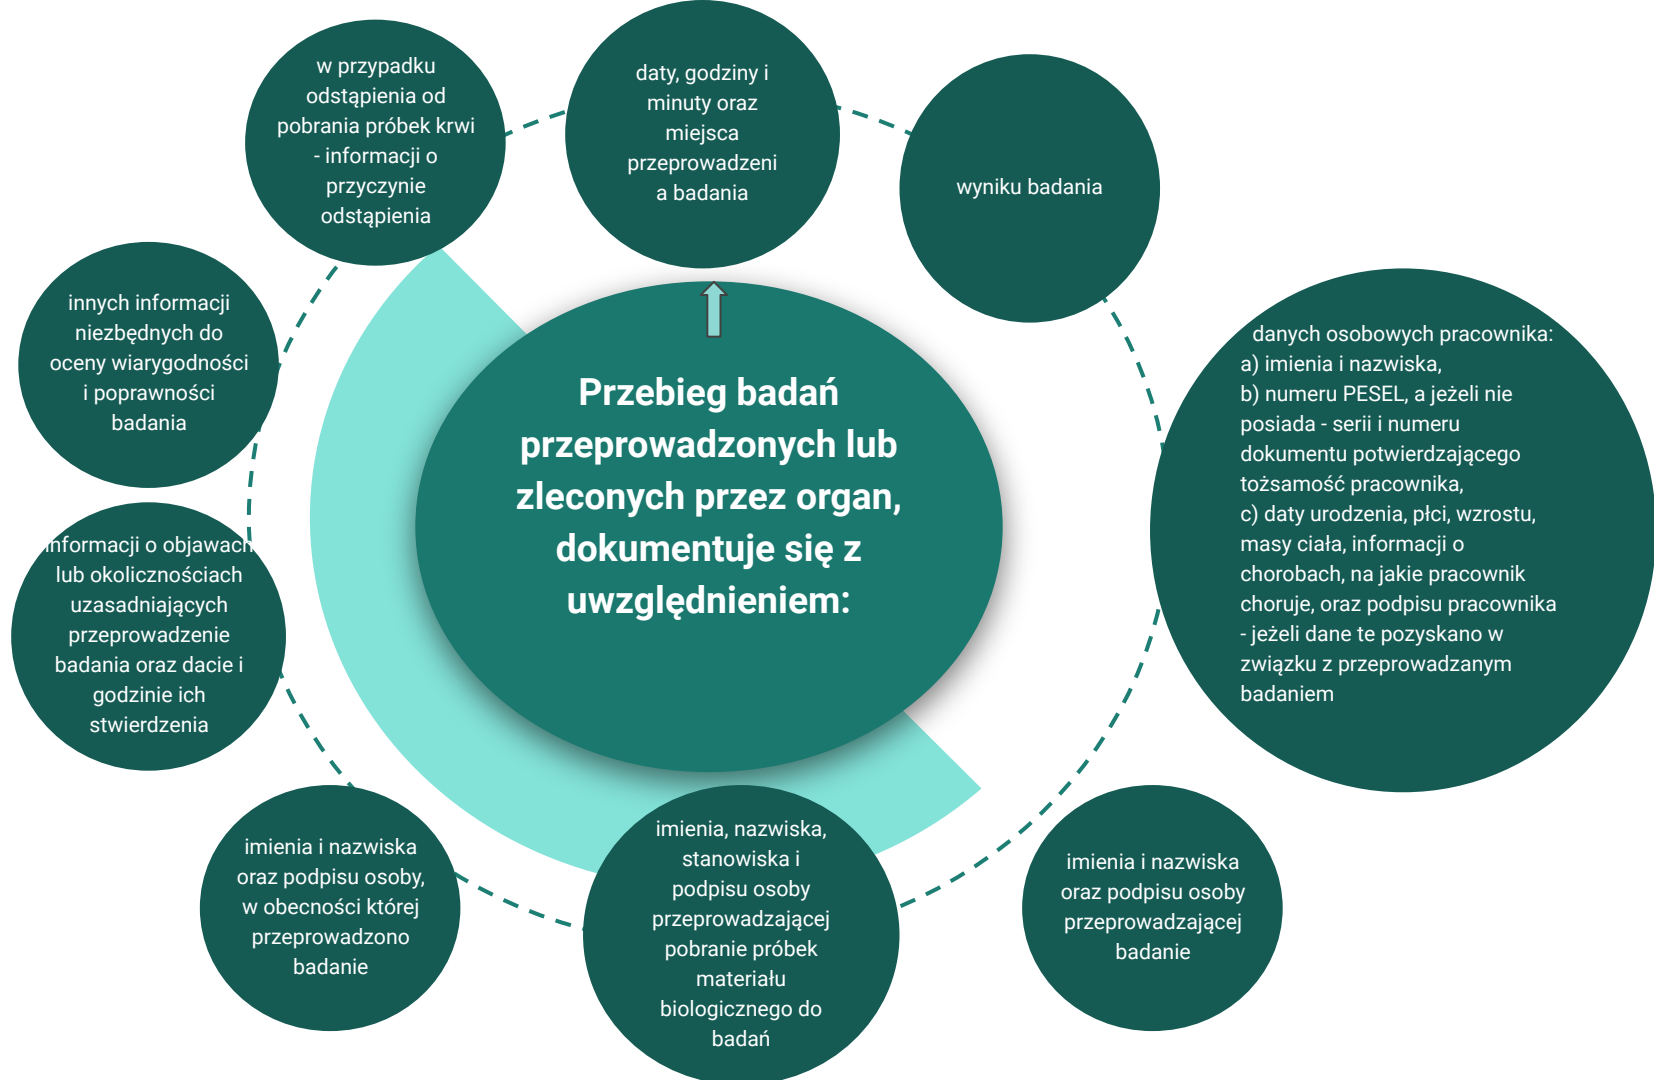 Przebieg badań
przeprowadzonych lub
zleconych przez organ,
dokumentuje się z
uwzględnieniem:
daty, godziny i
minuty oraz
miejsca
przeprowadzeni
a badania
wyniku badania
danych osobowych pracownika:
a) imienia i nazwiska,
b) numeru PESEL, a jeżeli nie
posiada - serii i numeru
dokumentu potwierdzającego
tożsamość pracownika,
c) daty urodzenia, płci, wzrostu,
masy ciała, informacji o
chorobach, na jakie pracownik
choruje, oraz podpisu pracownika
- jeżeli dane te pozyskano w
związku z przeprowadzanym
badaniem
imienia i nazwiska
oraz podpisu osoby
przeprowadzającej
badanie
imienia, nazwiska,
stanowiska i
podpisu osoby
przeprowadzającej
pobranie próbek
materiału
biologicznego do
badań
imienia i nazwiska
oraz podpisu osoby,
w obecności której
przeprowadzono
badanie
informacji o objawach
lub okolicznościach
uzasadniających
przeprowadzenie
badania oraz dacie i
godzinie ich
stwierdzenia
innych informacji
niezbędnych do
oceny wiarygodności
i poprawności
badania
w przypadku
odstąpienia od
pobrania próbek krwi
- informacji o
przyczynie
odstąpienia